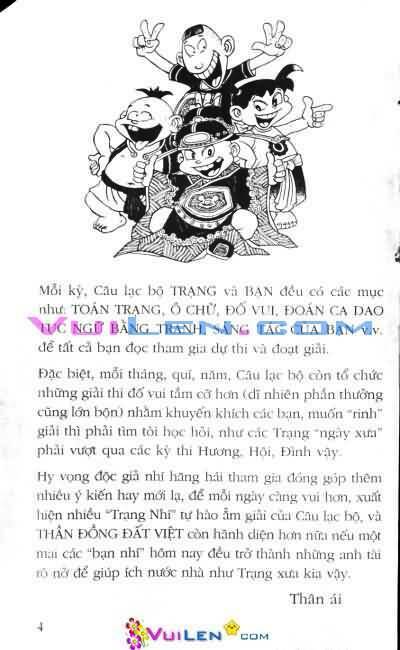 VUILEN.COM
Mỗi kỳ, Câu lạc bộ TRẠNG và BẠN đều có các mục
như: TOÁN TRẠNG, Ô CHỮ, ĐỐ VUI, ĐOÁN CA DAO
TỤC NGỮ BẰNG TRANH, SÁNG TÁC CỦA BẠN v.v.
để tất cả bạn đọc tham gia dự thi và đoạt giải.
VUILEN.COM
Đặc biệt, mỗi tháng, quí, năm, Câu lạc bộ còn tổ chức
những giải thi đố vui tầm cỡ hơn (dĩ nhiên phần thưởng
cũng lớn bộn) nhằm khuyến khích các bạn, muốn "rinh"
giải thì phải tìm tòi học hỏi, như các Trạng "ngày xưa"
phải vượt qua các kỳ thi Hương, Hội, Đình vậy.
Hy vọng độc giả nhí hăng hái tham gia đóng góp thêm
nhiều ý kiến hay mới lạ, để mỗi ngày càng vui hơn, xuất
hiện nhiều "Trạng Nhí" tự hào ẵm giải của Câu lạc bộ, và
THẦN ĐỒNG ĐẤT VIỆT còn hãnh diện hơn nữa nếu một
mai các "bạn nhí" hôm nay đều trở thành những anh tài
rõ nở để giúp ích nước nhà như Trạng xưa kia vậy.
Thân ái
4
VUILEN.COM